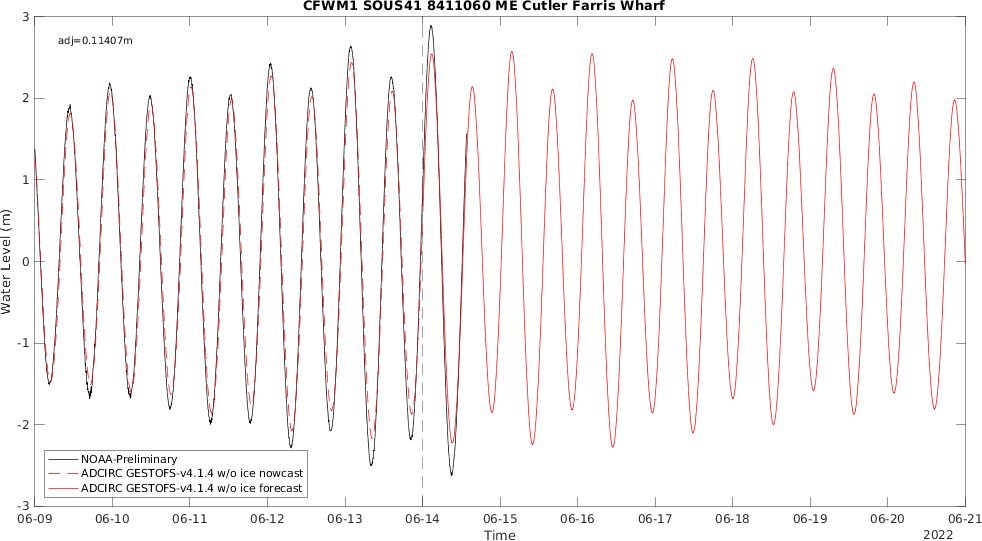 CFWM1 SOUS41 8411060 ME Cutler Farris Wharf
adj=0.11407m
3
2
1
0
-1
-2
-3
Water Level (m)
NOAA-Preliminary
ADCIRC GESTOFS-v4.1.4 w/o ice nowcast
ADCIRC GESTOFS-v4.1.4 w/o ice forecast
06-09 06-10 06-11 06-12 06-13 06-14 06-15 06-16 06-17 06-18 06-19 06-20 06-21
Time
2022